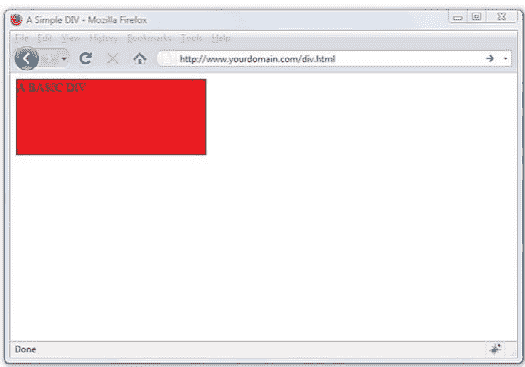 A Simple DIV - Mozilla Firefox
File Edit View History Bookmarks Tools Help
http://www.yourdomain.com/div.html
A BASIC DIV
Done